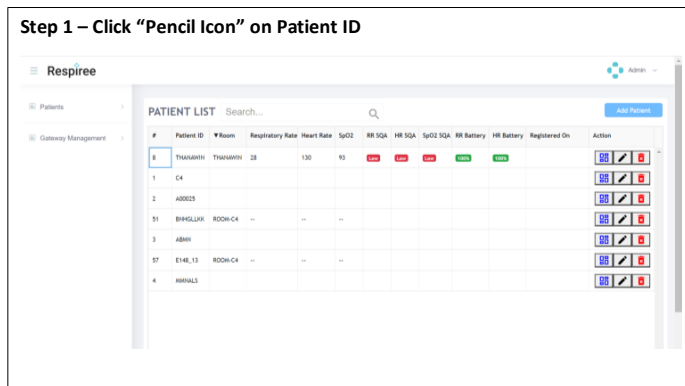 Step 1 – Click “Pencil Icon” on Patient ID
Respiree
Admin
Patients
Gateway Management
PATIENT LIST Search...
Add Patient
# Patient ID ▼Room Respiratory Rate Heart Rate SpO2 RR SQA HR SQA SpO2 SQA RR Battery HR Battery Registered On Action
8 THANAWIN THANAWIN 28 130 93 Low Low Low 100% 100%
1 C4
2 A00025
51 ROOM-C4 -- -- --
3 ABMN
57 E148_13 ROOM-C4 -- -- --
4